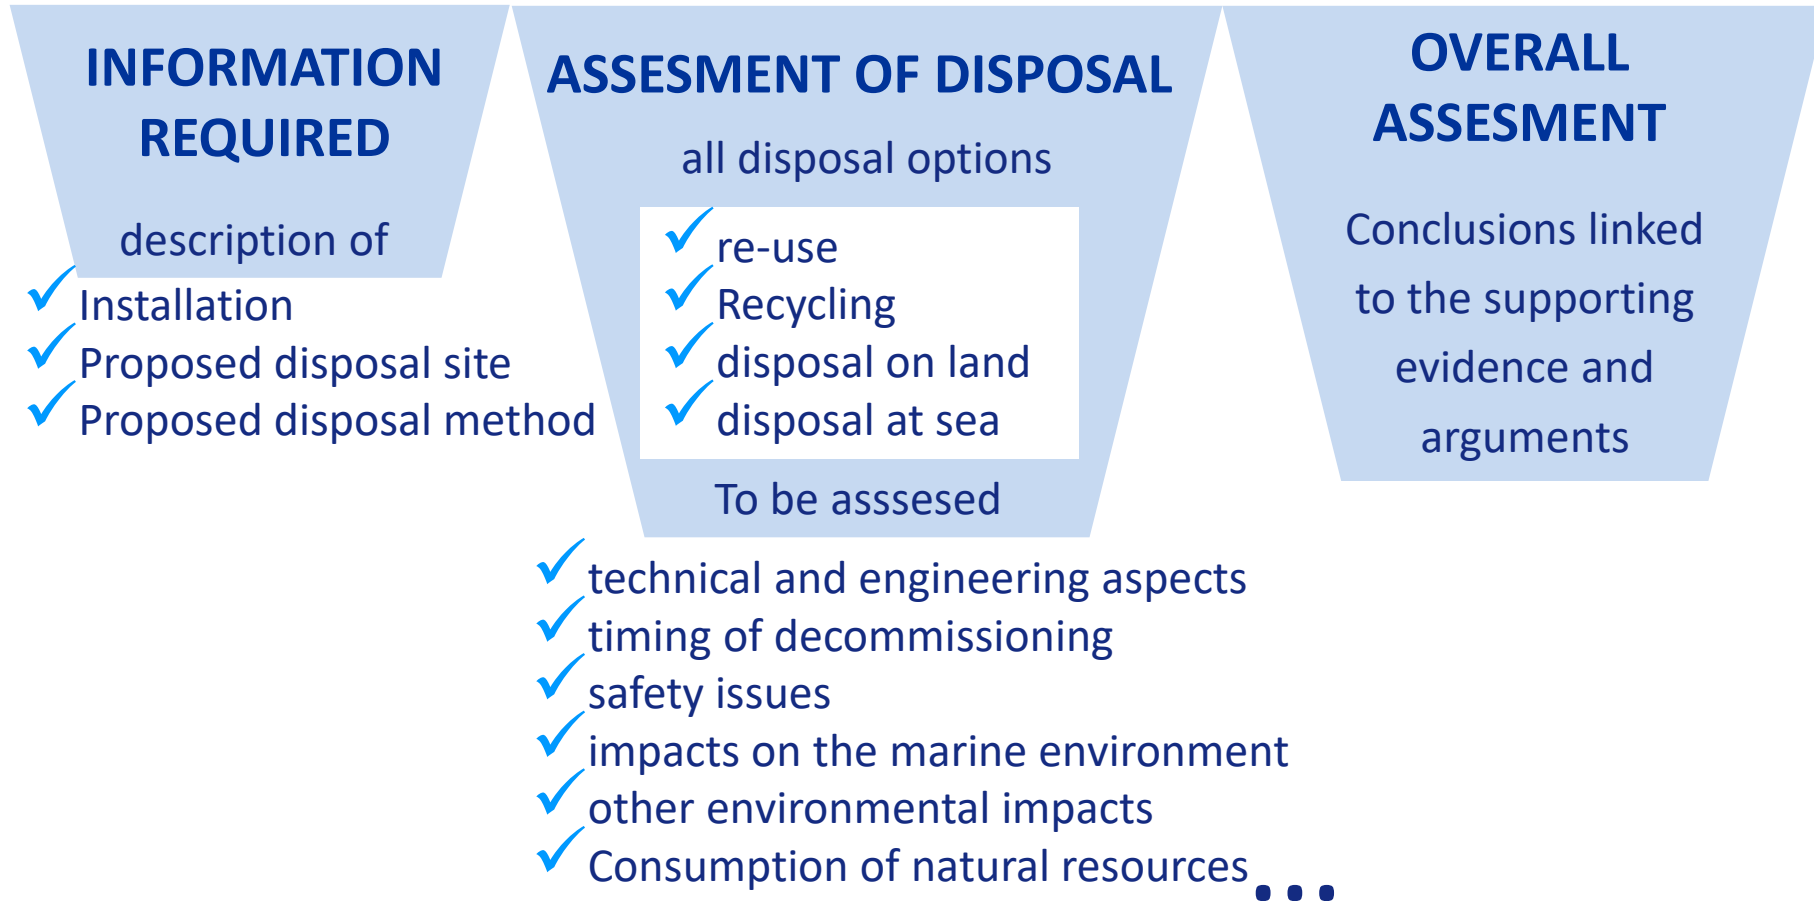 INFORMATION
REQUIRED
description of
Installation
Proposed disposal site
Proposed disposal method
ASSESMENT OF DISPOSAL
all disposal options
re-use
Recycling
disposal on land
disposal at sea
To be asssesed
technical and engineering aspects
timing of decommissioning
safety issues
impacts on the marine environment
other environmental impacts
Consumption of natural resources...
OVERALL
ASSESMENT
Conclusions linked
to the supporting
evidence and
arguments